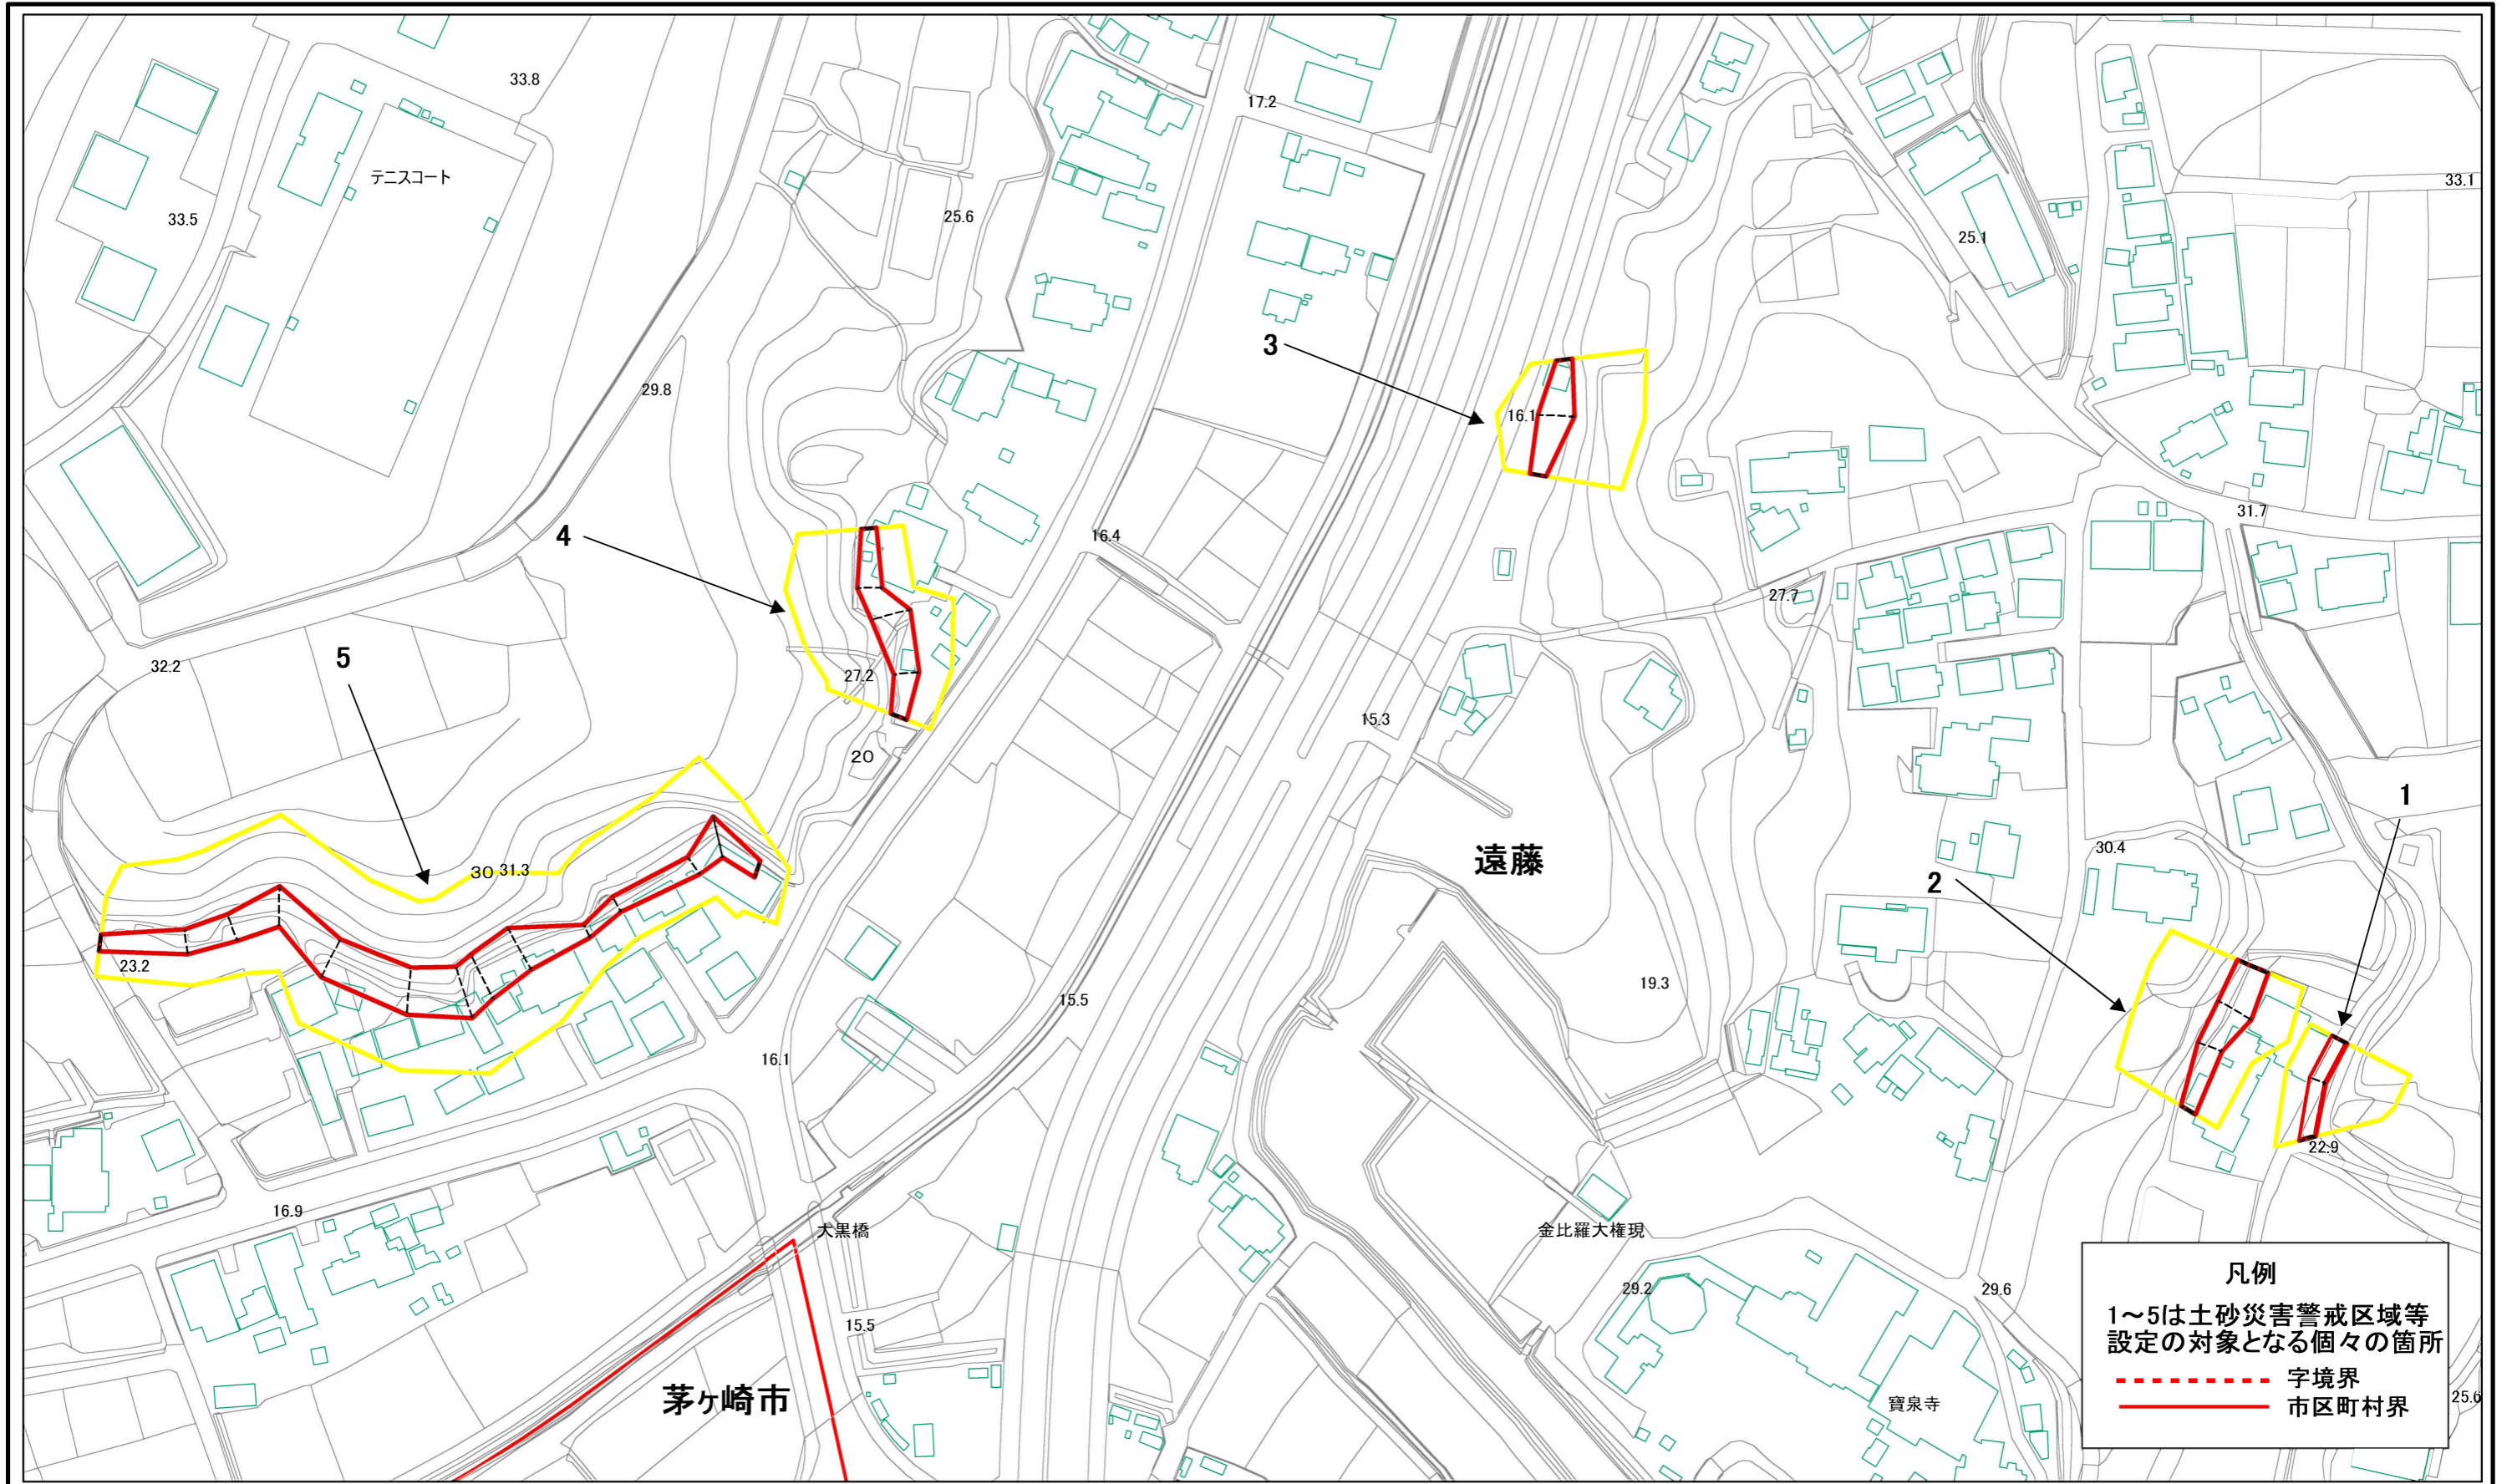 33.8
17.2
テニスコート
33.1
33.5
25.6
25.1
3
29.8
16.1
31.7
4
16.4
27.7
5
32.2
27.2
15.3
20
1
遠藤
30.4
30 31.3
2
23.2
19.3
15.5
16.1
22.9
16.9
大黒橋
金比羅大権現
29.2
29.6
15.5
茅ヶ崎市
寶泉寺
凡例
1～5は土砂災害警戒区域等
設定の対象となる個々の箇所
字境界
市区町村界
25.6